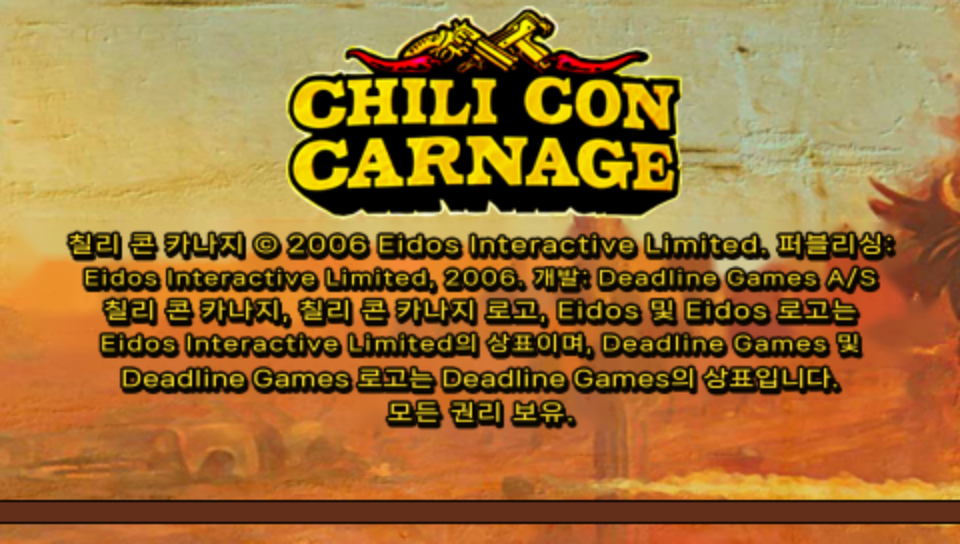 CHILI CON
CARNAGE
칠리 콘 카나지 © 2006 Eidos Interactive Limited. 퍼블리싱:
Eidos Interactive Limited, 2006. 개발: Deadline Games A/S
칠리 콘 카나지, 칠리 콘 카나지 로고, Eidos 및 Eidos 로고는
Eidos Interactive Limited의 상표이며, Deadline Games 및
Deadline Games 로고는 Deadline Games의 상표입니다.
모든 권리 보유.